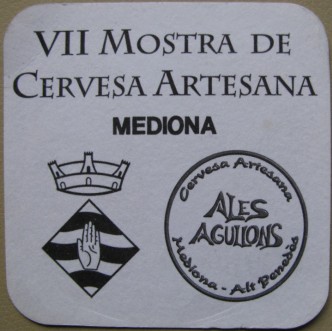 VII MOSTRA DE
CERVESA ARTESANA
MEDIONA
Cervesa Artesana
ALES
AGULLONS
Mediona - Alt Penedès